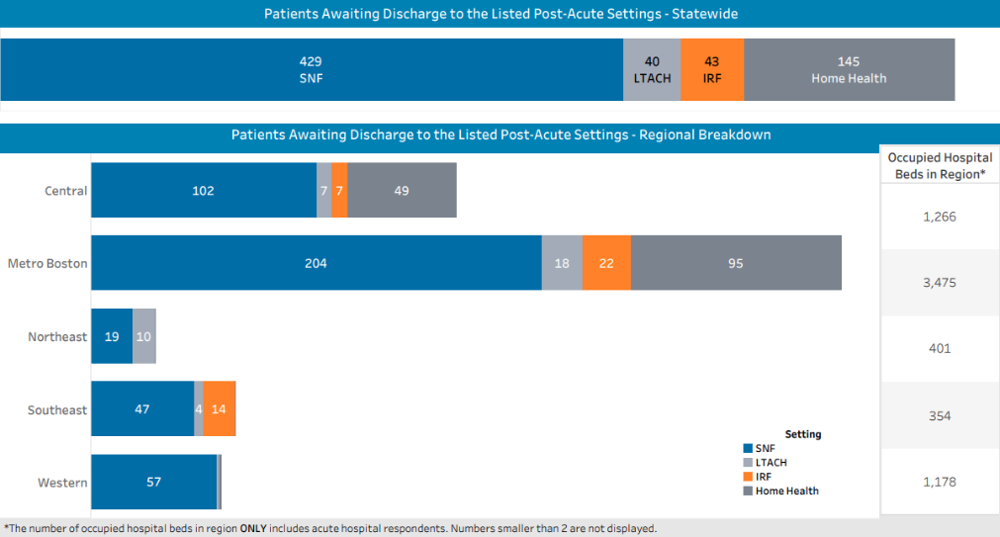 Patients Awaiting Discharge to the Listed Post-Acute Settings - Statewide
429
SNF
40
LTACH
43
IRF
145
Home Health
Patients Awaiting Discharge to the Listed Post-Acute Settings - Regional Breakdown
Occupied Hospital
Beds in Region*
Central
102
7
7
49
1,266
Metro Boston
204
18
22
95
3,475
Northeast
19
10
401
Southeast
47
4
14
354
Western
57
1,178
Setting
SNF
LTACH
IRF
Home Health
*The number of occupied hospital beds in region ONLY includes acute hospital respondents. Numbers smaller than 2 are not displayed.